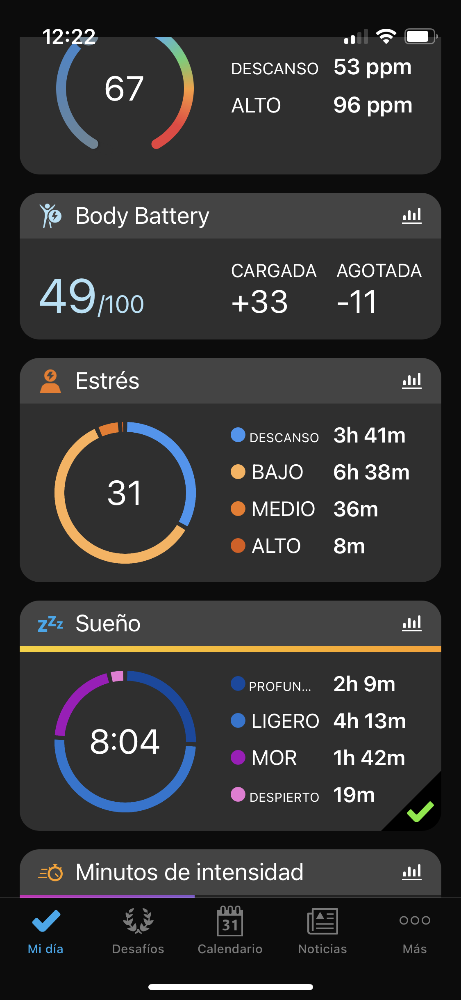 12:22
67
DESCANSO 53 ppm
ALTO 96 ppm
Body Battery
CARGADA AGOTADA
49/100 +33 -11
Estrés
31
DESCANSO 3h 41m
BAJO 6h 38m
MEDIO 36m
ALTO 8m
zzz Sueño
8:04
PROFUN... 2h 9m
LIGERO 4h 13m
MOR 1h 42m
DESPIERTO 19m
Minutos de intensidad
31
Mi día Desafíos Calendario Noticias Más